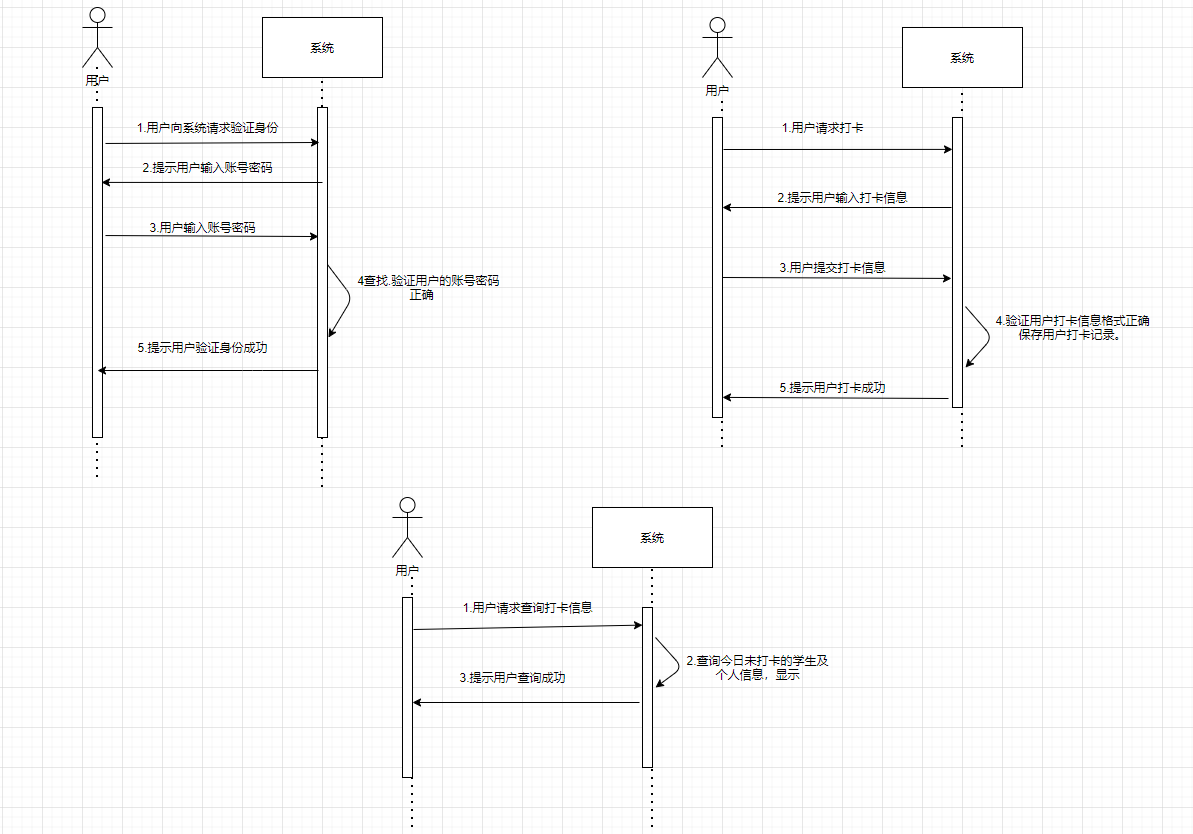 用户
系统
1.用户向系统请求验证身份
2.提示用户输入账号密码
3.用户输入账号密码
4查找.验证用户的账号密码
正确
5.提示用户验证身份成功
用户
系统
1.用户请求打卡
2.提示用户输入打卡信息
3.用户提交打卡信息
4.验证用户打卡信息格式正确
保存用户打卡记录。
5.提示用户打卡成功
用户
系统
1.用户请求查询打卡信息
2.查询今日未打卡的学生及
个人信息，显示
3.提示用户查询成功